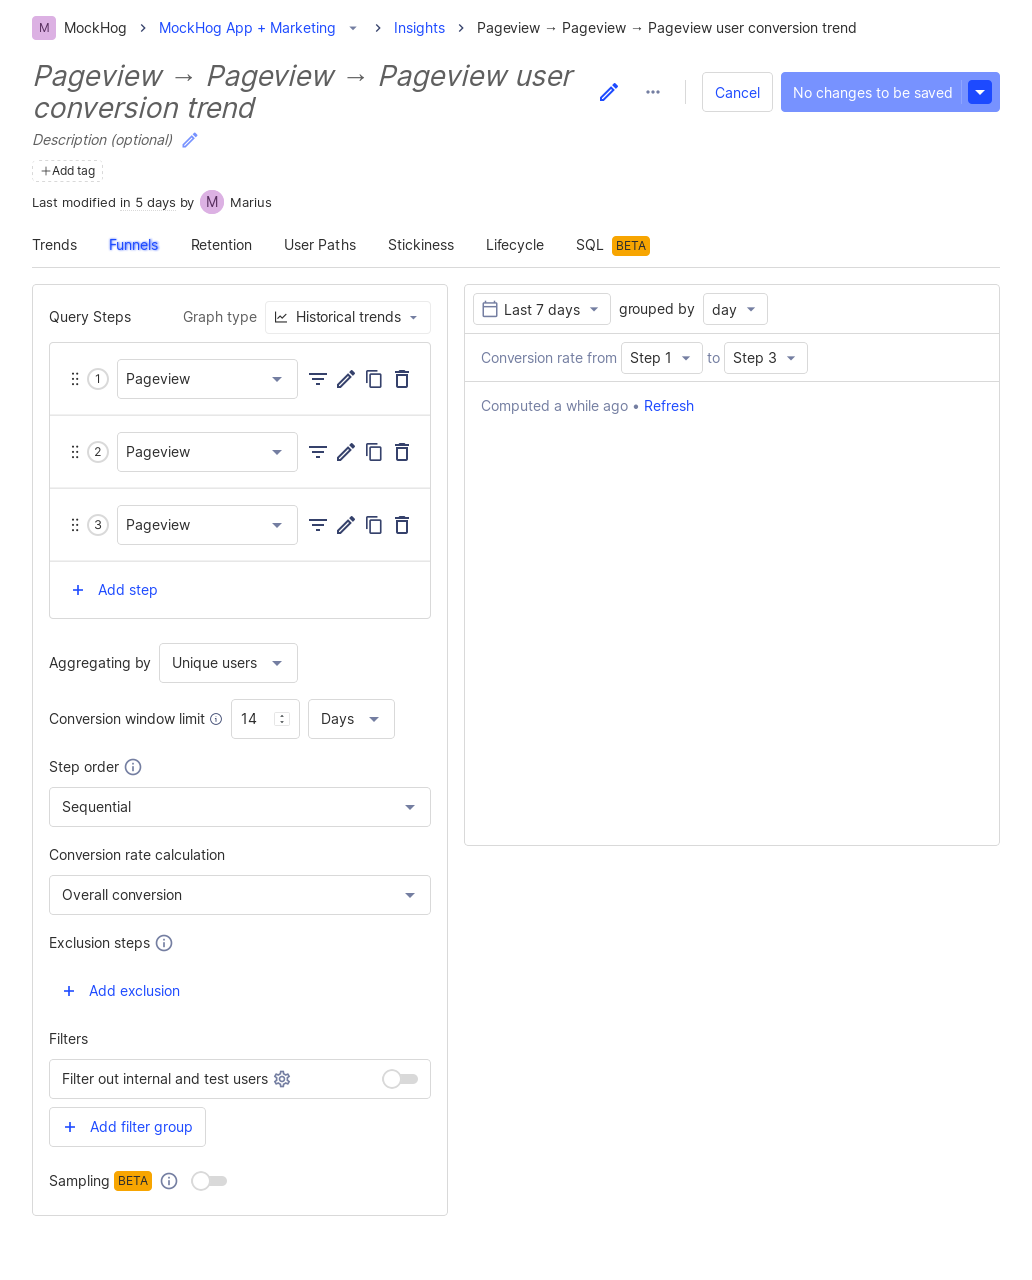 M MockHog MockHog App + Marketing Insights Pageview → Pageview → Pageview user conversion trend
Pageview → Pageview → Pageview user
conversion trend
Cancel
No changes to be saved
Description (optional)
Add tag
Last modified in 5 days by M Marius
Trends Funnels Retention User Paths Stickiness Lifecycle SQL BETA
Query Steps
Graph type
Historical trends
1 Pageview
2 Pageview
3 Pageview
Add step
Aggregating by Unique users
Conversion window limit 14 Days
Step order
Sequential
Conversion rate calculation
Overall conversion
Exclusion steps
Add exclusion
Filters
Filter out internal and test users
Add filter group
Sampling BETA
Last 7 days grouped by day
Conversion rate from Step 1 to Step 3
Computed a while ago • Refresh